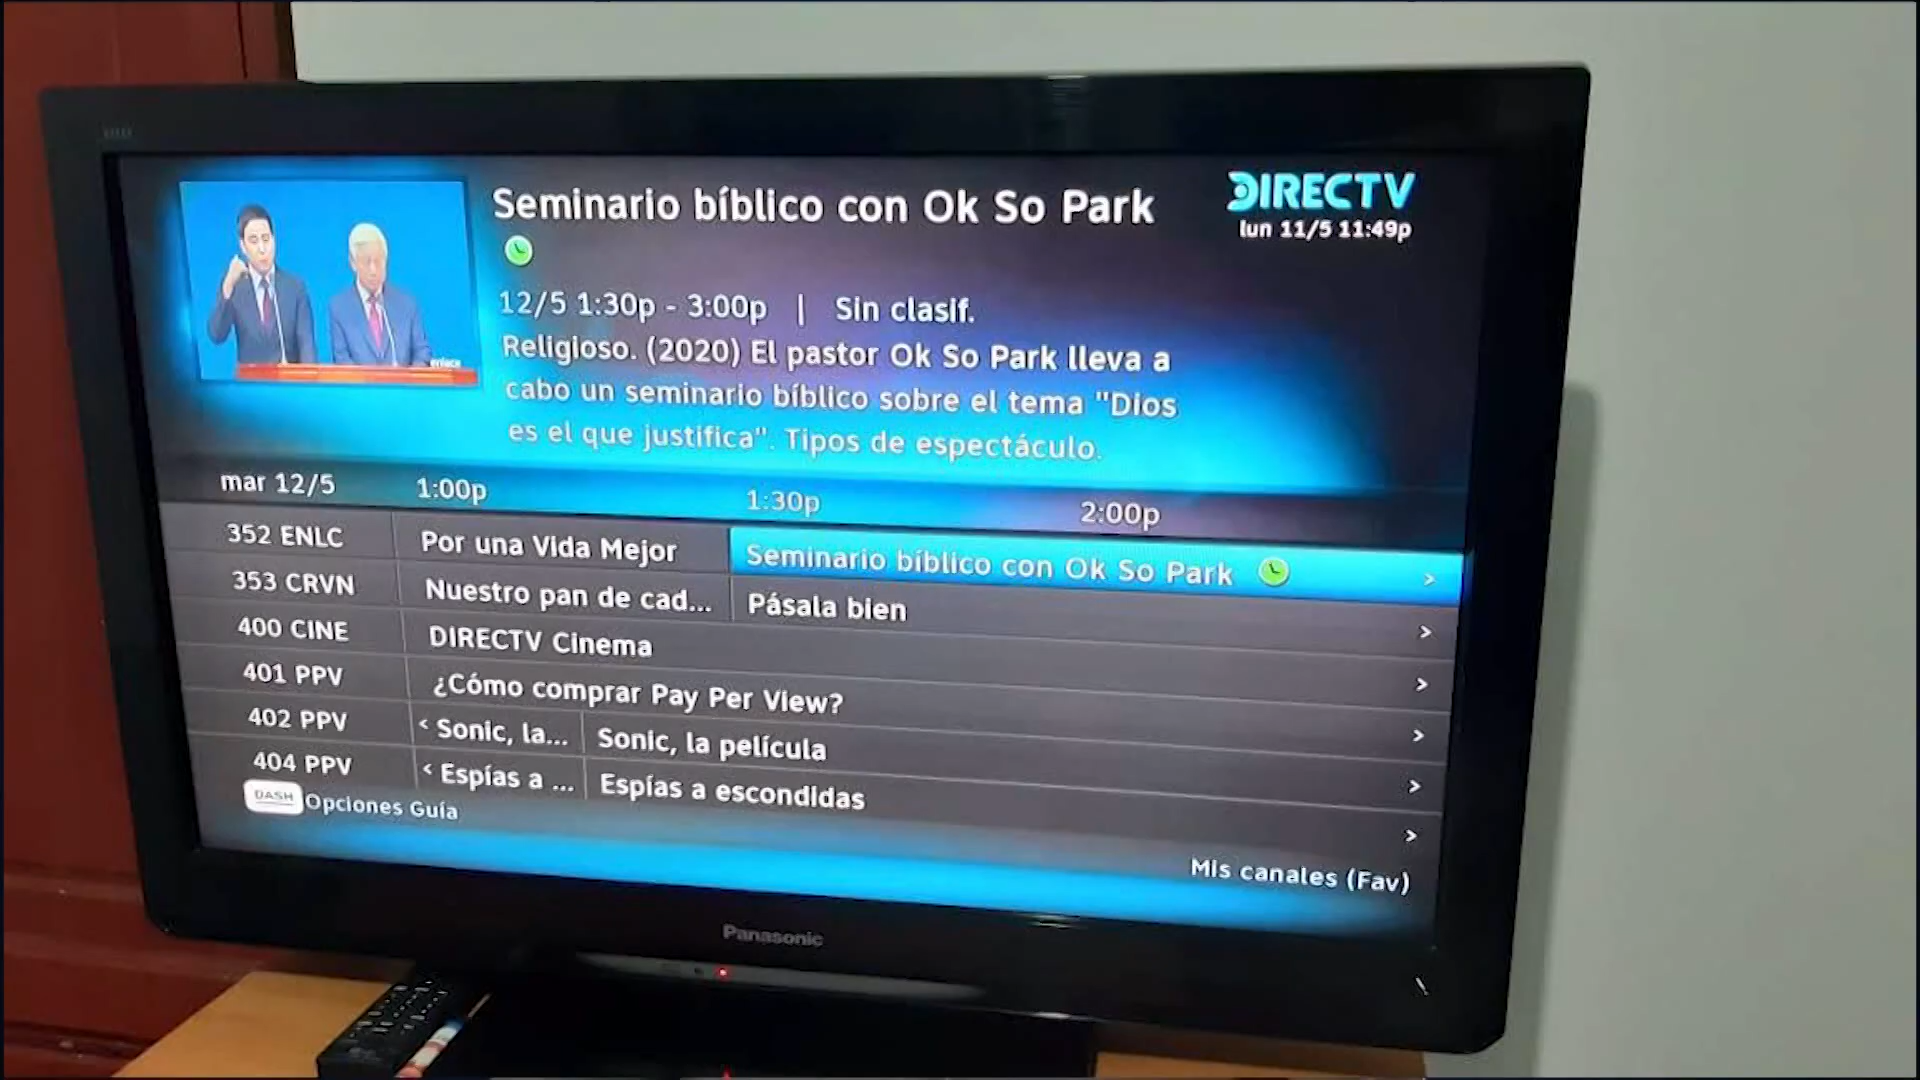 Seminario bíblico con Ok So Park
DIRECTV
lun 11/5 11:49p
12/5 1:30p - 3:00p | Sin clasif.
Religioso. (2020) El pastor Ok So Park lleva a
cabo un seminario bíblico sobre el tema "Dios
es el que justifica". Tipos de espectáculo.
enlace
mar 12/5 1:00p 1:30p 2:00p
352 ENLC Por una Vida Mejor Seminario bíblico con Ok So Park >
353 CRVN Nuestro pan de cad... Pásala bien >
400 CINE DIRECTV Cinema >
401 PPV ¿Cómo comprar Pay Per View? >
402 PPV < Sonic, la... Sonic, la película >
404 PPV < Espías a ... Espías a escondidas >
DASH Opciones Guía
Mis canales (Fav)
Panasonic